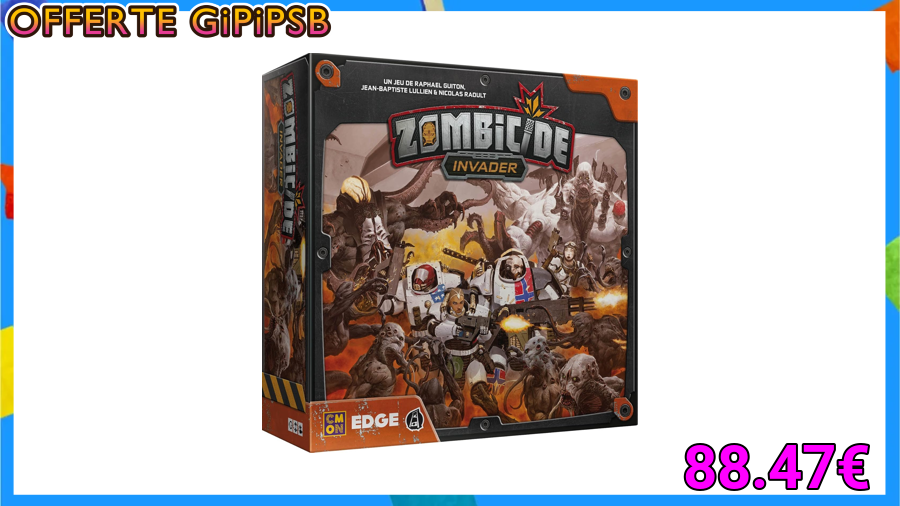 OFFERTE GiPiPSB
UN JEU DE RAPHAEL GUITON,
JEAN-BAPTISTE LULLIEN & NICOLAS RAOULT
ZOMBICIDE
INVADER
ZOMBICIDE
INVADER
CMON
EDGE
88.47€